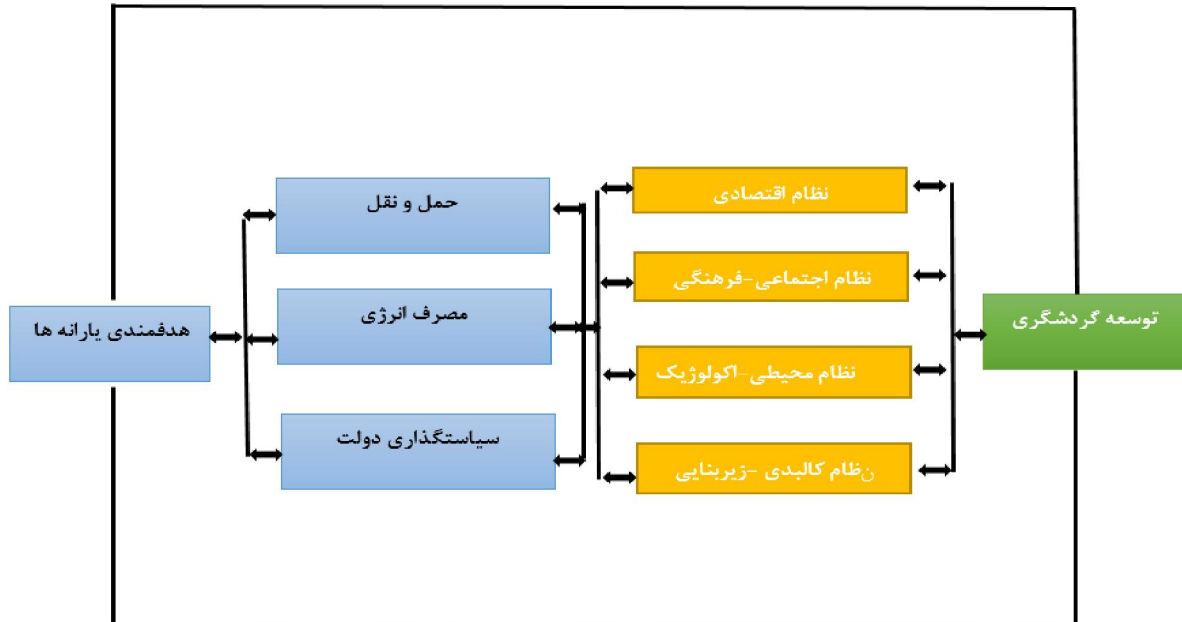 هدفمندی یارانه ها
حمل و نقل
مصرف انرژی
سیاستگذاری دولت
نظام اقتصادی
نظام اجتماعی-فرهنگی
نظام محیطی-اکولوژیک
نظام کالبدی -زیربنایی
توسعه گردشگری